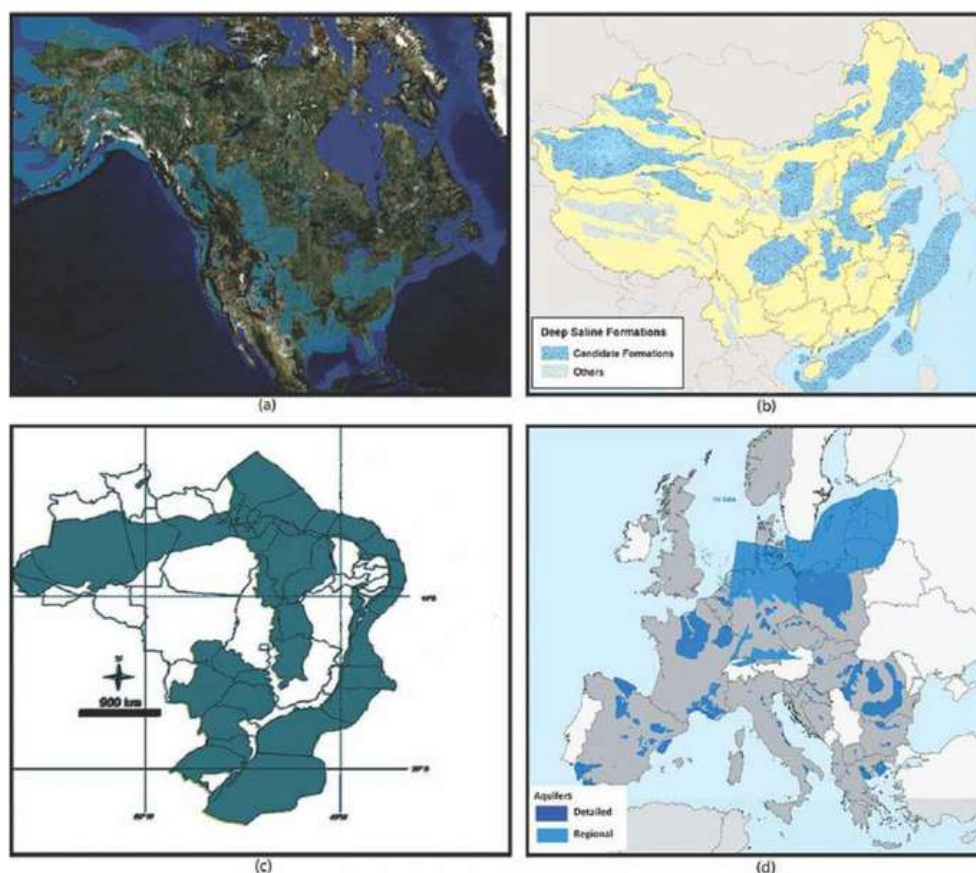 (a)
Deep Saline Formations
Candidate Formations
Others
(b)
900 km
(c)
Aquifers
Detailed
Regional
(d)